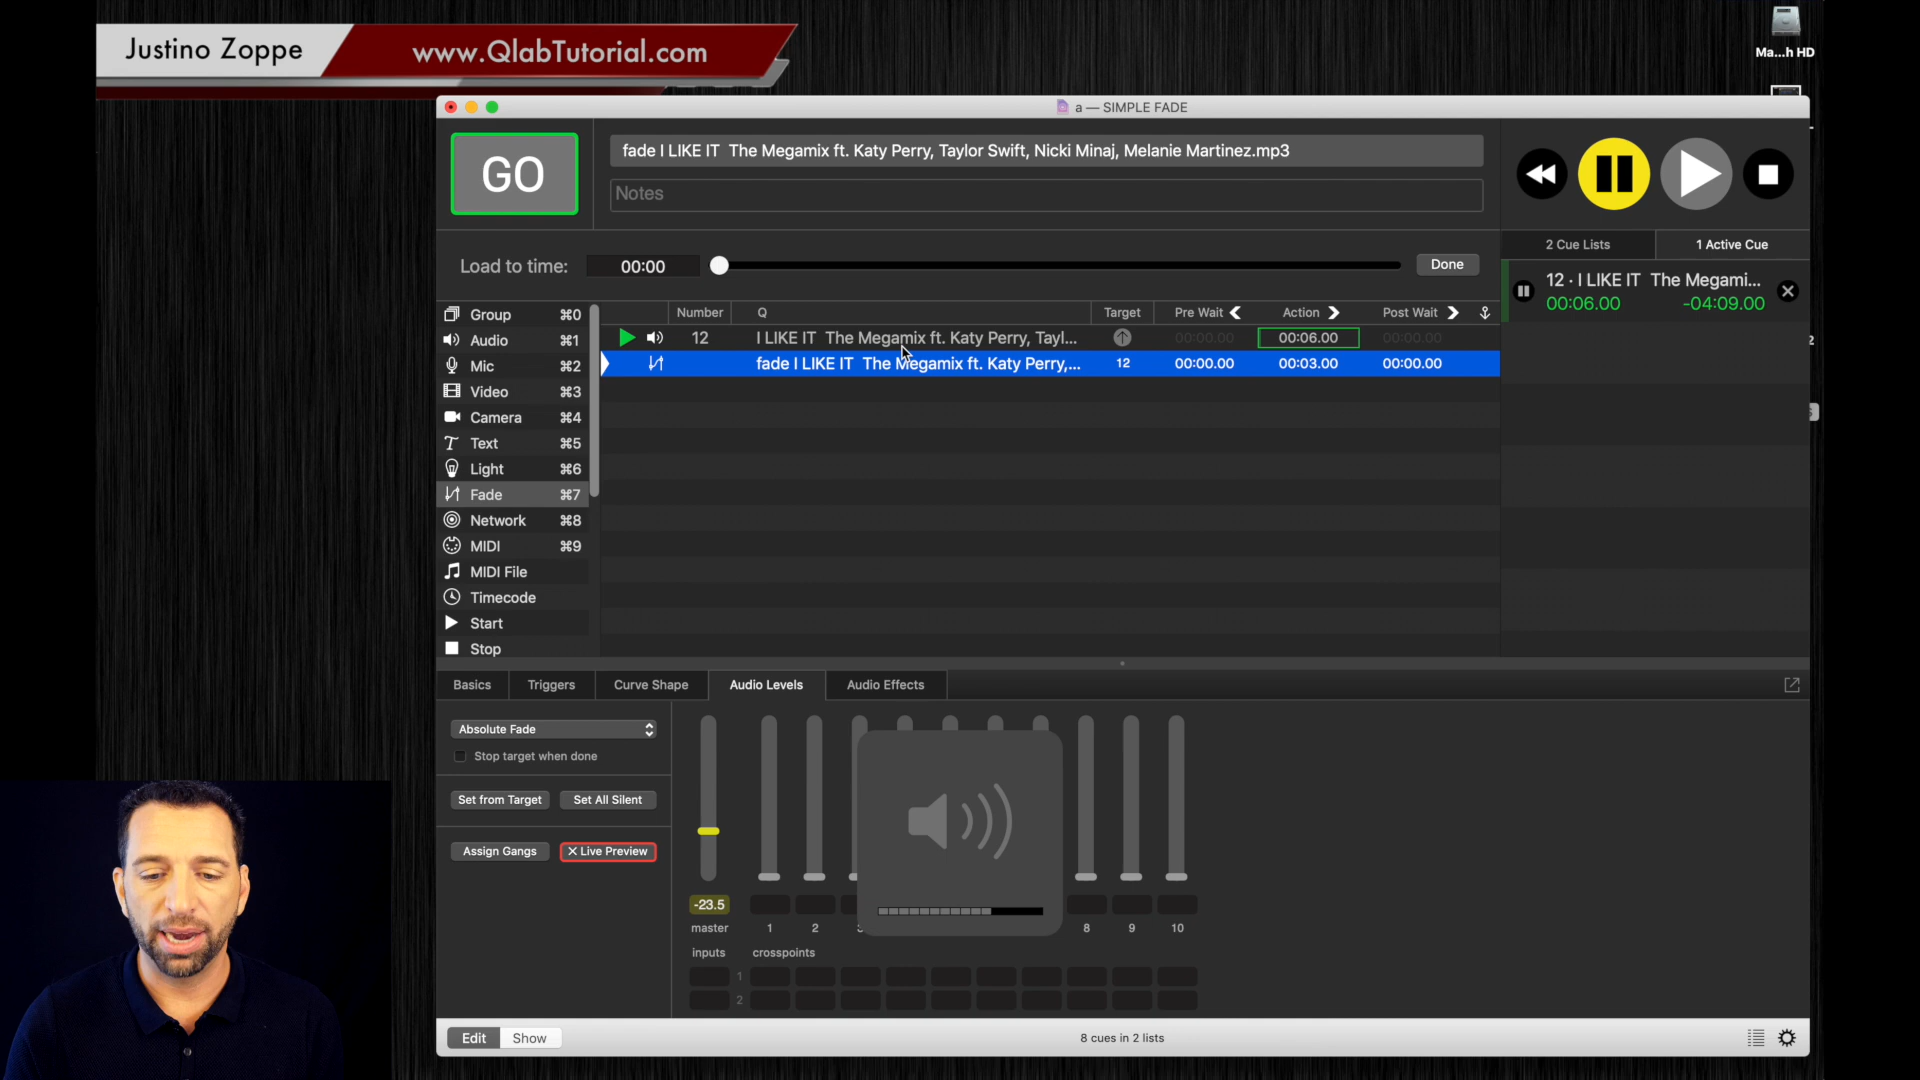 Justino Zoppe
www.QlabTutorial.com
Ma...h HD
a — SIMPLE FADE
GO
fade I LIKE IT The Megamix ft. Katy Perry, Taylor Swift, Nicki Minaj, Melanie Martinez.mp3
Notes
2 Cue Lists
1 Active Cue
Load to time:
00:00
Done
12 · I LIKE IT The Megami...
00:06.00
-04:09.00
Number
Q
Target
Pre Wait
Action
Post Wait
12
I LIKE IT The Megamix ft. Katy Perry, Tayl...
00:00.00
00:06.00
00:00.00
fade I LIKE IT The Megamix ft. Katy Perry,...
12
00:00.00
00:03.00
00:00.00
Group ⌘0
Audio ⌘1
Mic ⌘2
Video ⌘3
Camera ⌘4
Text ⌘5
Light ⌘6
Fade ⌘7
Network ⌘8
MIDI ⌘9
MIDI File
Timecode
Start
Stop
Basics
Triggers
Curve Shape
Audio Levels
Audio Effects
Absolute Fade
Stop target when done
Set from Target
Set All Silent
Assign Gangs
✕ Live Preview
-23.5
master
1
2
8
9
10
inputs
crosspoints
1
2
Edit
Show
8 cues in 2 lists